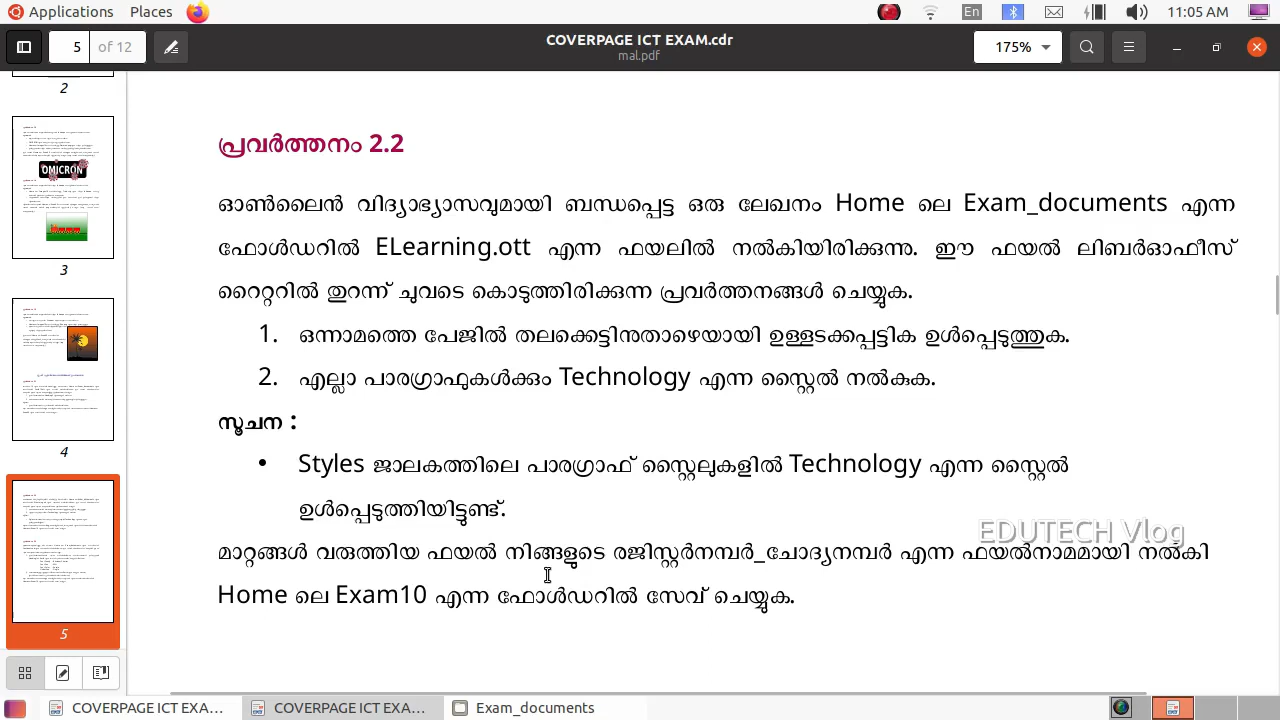 Applications Places En 11:05 AM
5 of 12 COVERPAGE ICT EXAM.cdr 175%
mal.pdf
2
OMICRON
3
4
5
പ്രവർത്തനം 2.2
ഓൺലൈൻ വിദ്യാഭ്യാസവുമായി ബന്ധപ്പെട്ട ഒരു ലേഖനം Home ലെ Exam_documents എന്ന
ഫോൾഡറിൽ ELearning.ott എന്ന ഫയലിൽ നൽകിയിരിക്കുന്നു. ഈ ഫയൽ ലിബർഓഫീസ്
റൈറ്ററിൽ തുറന്ന് ചുവടെ കൊടുത്തിരിക്കുന്ന പ്രവർത്തനങ്ങൾ ചെയ്യുക.
1. ഒന്നാമത്തെ പേജിൽ തലക്കെട്ടിനുതാഴെയായി ഉള്ളടക്കപ്പട്ടിക ഉൾപ്പെടുത്തുക.
2. എല്ലാ പാരഗ്രാഫുകൾക്കും Technology എന്ന സ്റ്റൈൽ നൽകുക.
സൂചന :
• Styles ജാലകത്തിലെ പാരഗ്രാഫ് സ്റ്റൈലുകളിൽ Technology എന്ന സ്റ്റൈൽ
ഉൾപ്പെടുത്തിയിട്ടുണ്ട്.
EDUTECH Vlog
മാറ്റങ്ങൾ വരുത്തിയ ഫയൽ നിങ്ങളുടെ രജിസ്റ്റർനമ്പർ_ചോദ്യനമ്പർ എന്ന ഫയൽനാമമായി നൽകി
Home ലെ Exam10 എന്ന ഫോൾഡറിൽ സേവ് ചെയ്യുക.
COVERPAGE ICT EXA... COVERPAGE ICT EXA... Exam_documents